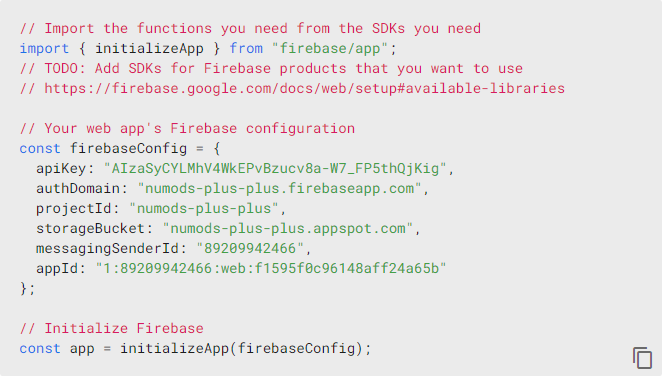 // Import the functions you need from the SDKs you need
import { initializeApp } from "firebase/app";
// TODO: Add SDKs for Firebase products that you want to use
// https://firebase.google.com/docs/web/setup#available-libraries
// Your web app's Firebase configuration
const firebaseConfig = {
apiKey: "AIzaSyCYLMhV4WkEPvBzucv8a-W7_FP5thQjKig",
authDomain: "numods-plus-plus.firebaseapp.com",
projectId: "numods-plus-plus",
storageBucket: "numods-plus-plus.appspot.com",
messagingSenderId: "89209942466",
appId: "1:89209942466:web:f1595f0c96148aff24a65b"
};
// Initialize Firebase
const app = initializeApp(firebaseConfig);